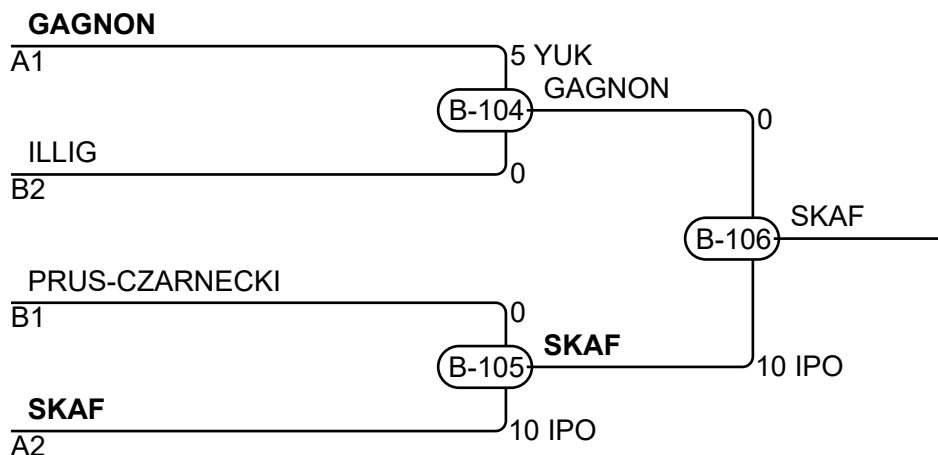 GAGNON
A1
5 YUK
GAGNON
B-104
0
ILLIG
0
B2
SKAF
B-106
PRUS-CZARNECKI
B1
0
SKAF
B-105
10 IPO
SKAF
10 IPO
A2